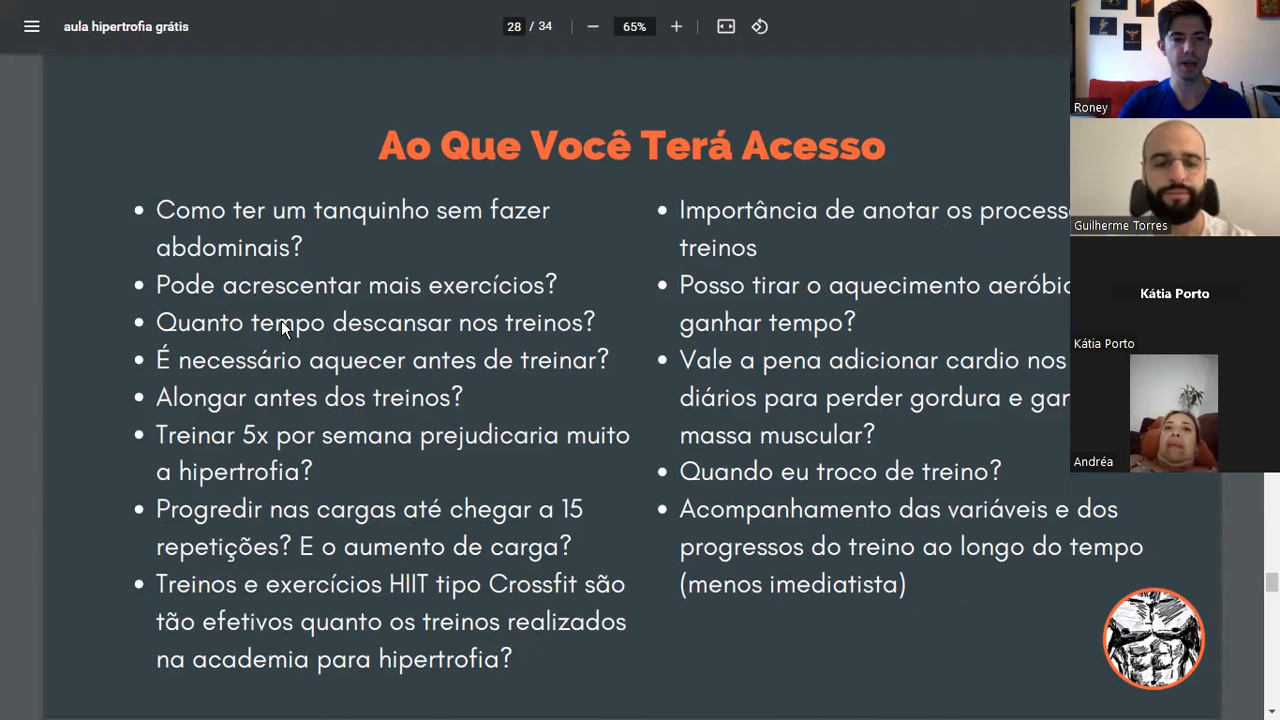 aula hipertrofia grátis
28 / 34
65%
Ao Que Você Terá Acesso
Como ter um tanquinho sem fazer
abdominais?
Pode acrescentar mais exercícios?
Quanto tempo descansar nos treinos?
É necessário aquecer antes de treinar?
Alongar antes dos treinos?
Treinar 5x por semana prejudicaria muito
a hipertrofia?
Progredir nas cargas até chegar a 15
repetições? E o aumento de carga?
Treinos e exercícios HIIT tipo Crossfit são
tão efetivos quanto os treinos realizados
na academia para hipertrofia?
Importância de anotar os
treinos
Posso tirar o aquecimento
ganhar tempo?
Vale a pena adicionar cardio nos
diários para perder gordura e
massa muscular?
Quando eu troco de treino?
Acompanhamento das variáveis e dos
progressos do treino ao longo do tempo
(menos imediatista)
Roney
Guilherme Torres
Kátia Porto
Kátia Porto
Andréa